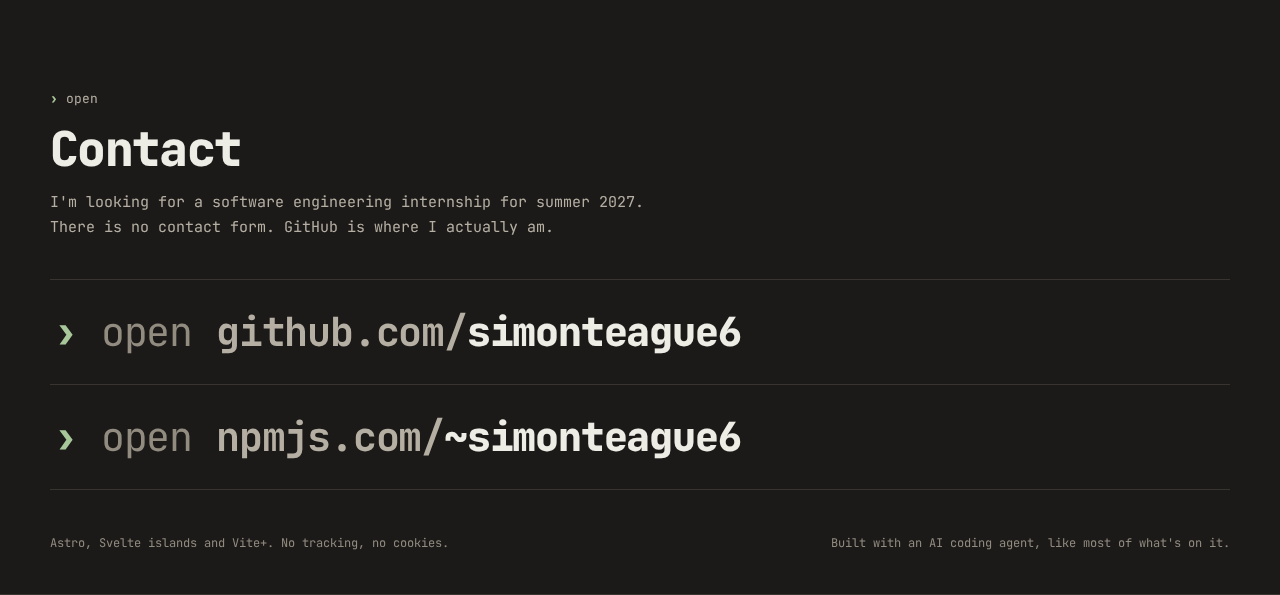 › open
Contact
I'm looking for a software engineering internship for summer 2027.
There is no contact form. GitHub is where I actually am.
› open github.com/simonteague6
› open npmjs.com/~simonteague6
Astro, Svelte islands and Vite+. No tracking, no cookies.
Built with an AI coding agent, like most of what's on it.